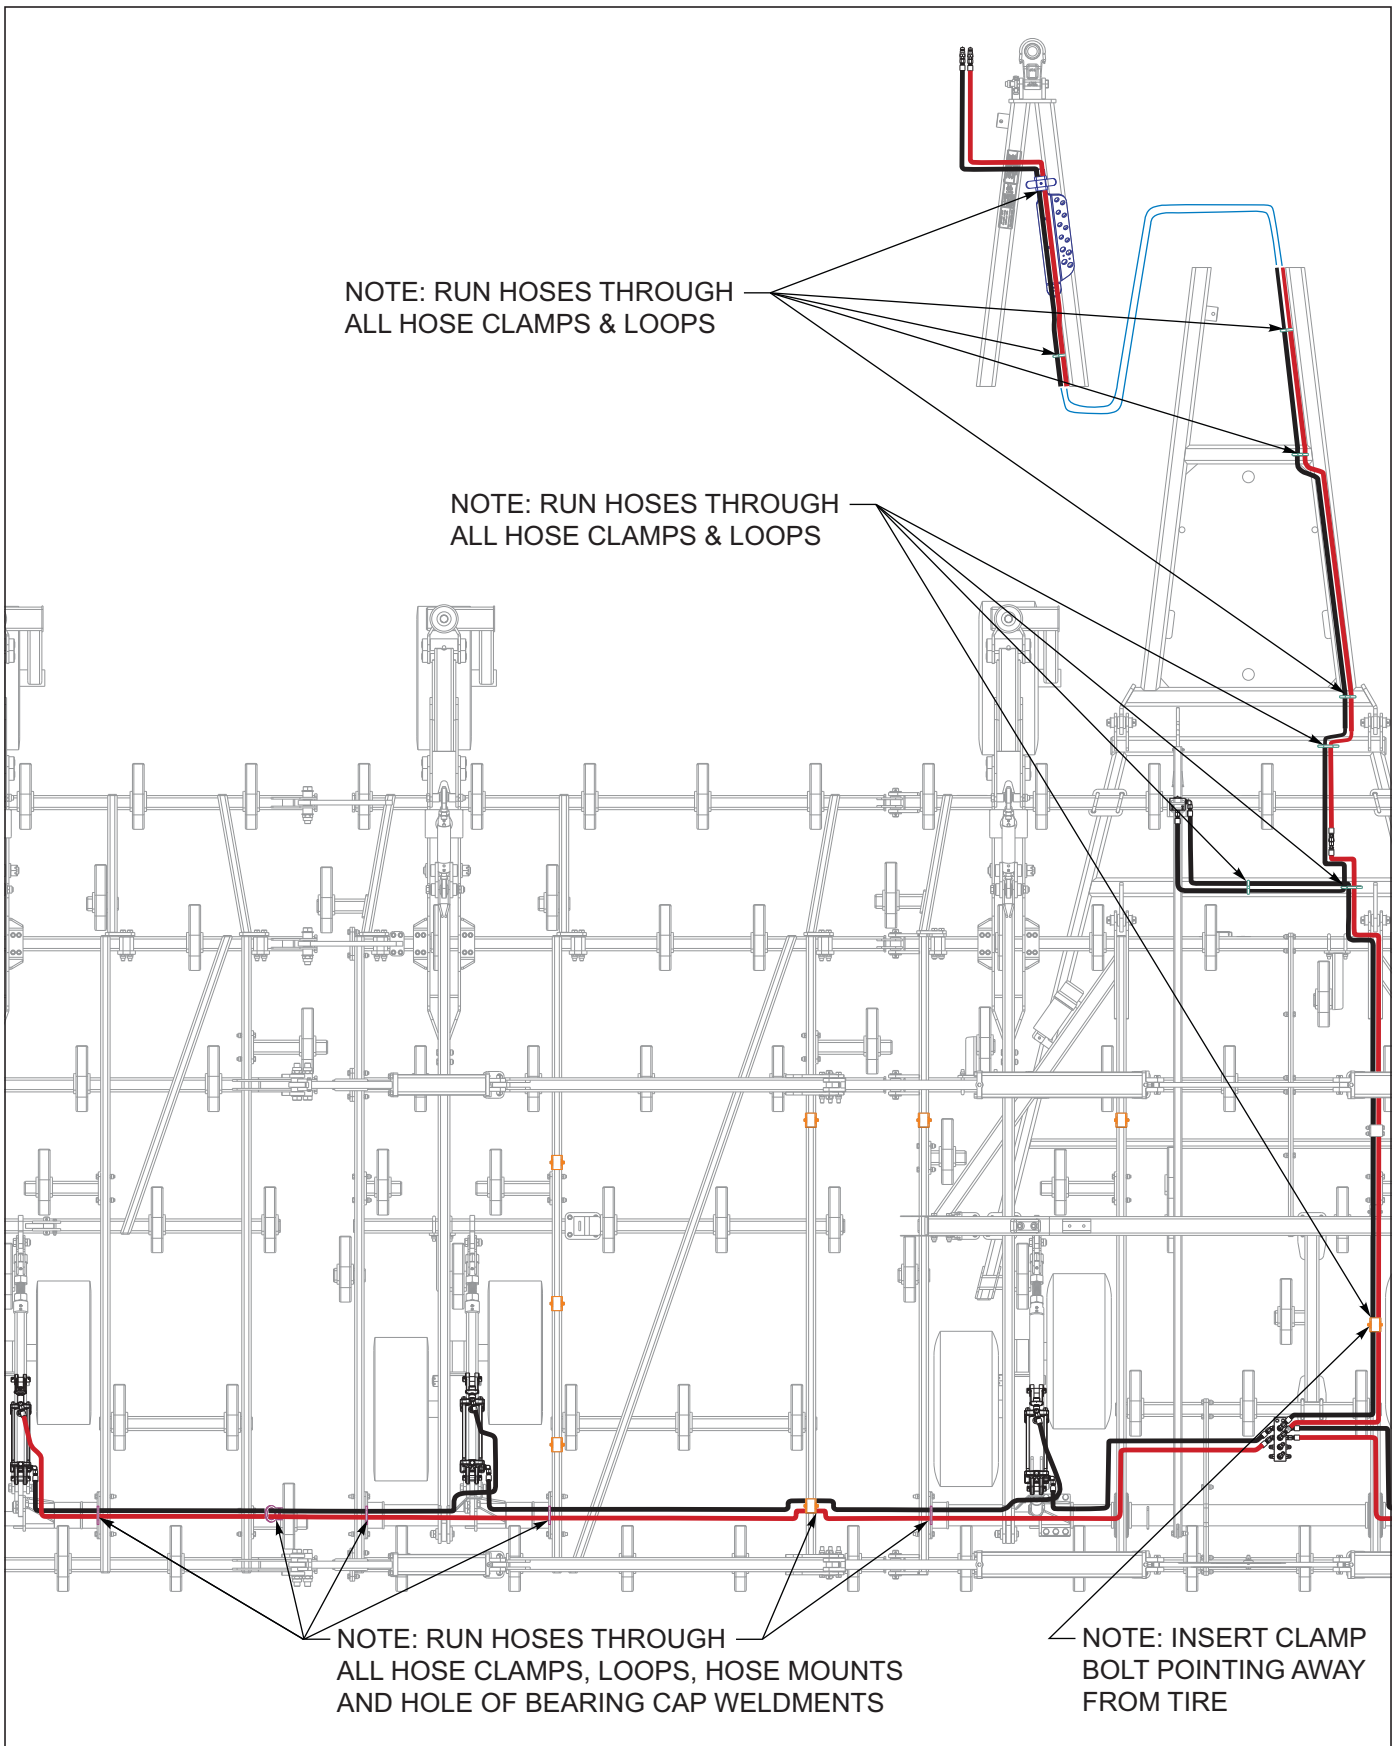 NOTE: RUN HOSES THROUGH
ALL HOSE CLAMPS & LOOPS
NOTE: RUN HOSES THROUGH
ALL HOSE CLAMPS & LOOPS
NOTE: RUN HOSES THROUGH
ALL HOSE CLAMPS, LOOPS, HOSE MOUNTS
AND HOLE OF BEARING CAP WELDMENTS
NOTE: INSERT CLAMP
BOLT POINTING AWAY
FROM TIRE